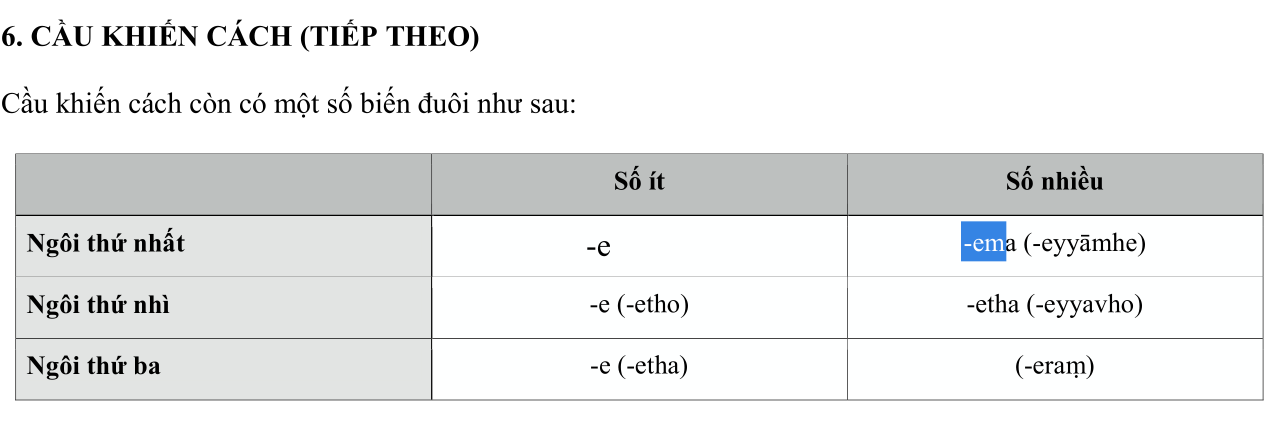 6. CẦU KHIẾN CÁCH (TIẾP THEO)
Cầu khiến cách còn có một số biến đuôi như sau:
Số ít Số nhiều
Ngôi thứ nhất -e -ema (-eyyāmhe)
Ngôi thứ nhì -e (-etho) -etha (-eyyavho)
Ngôi thứ ba -e (-etha) (-eraṃ)